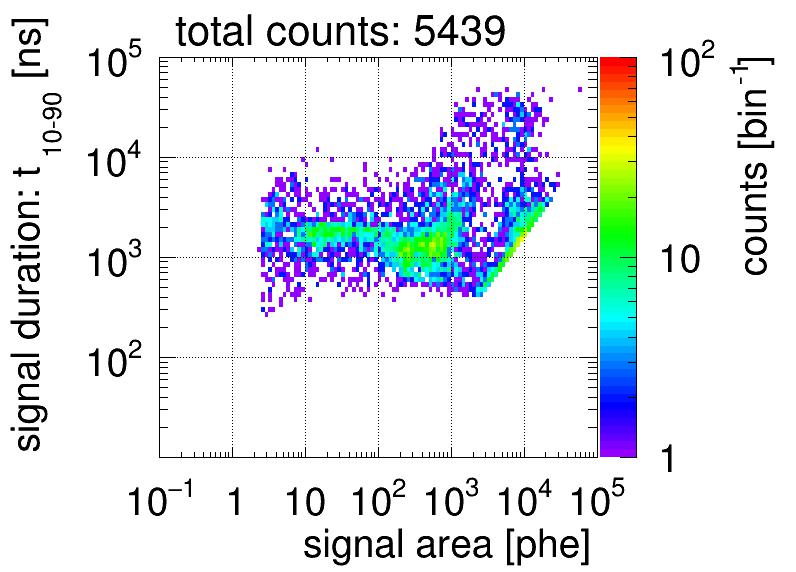 total counts: 5439
signal duration: t 10-90 [ns]
10^5
10^4
10^3
10^2
10^−1 1 10 10^2 10^3 10^4 10^5
signal area [phe]
10^2
10
1
counts [bin^-1]